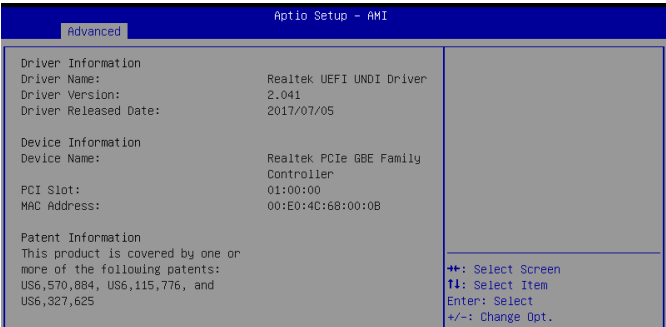 Aptio Setup – AMI
Advanced
Driver Information
Driver Name: Realtek UEFI UNDI Driver
Driver Version: 2.041
Driver Released Date: 2017/07/05
Device Information
Device Name: Realtek PCIe GBE Family
Controller
PCI Slot: 01:00:00
MAC Address: 00:E0:4C:68:00:0B
Patent Information
This product is covered by one or
more of the following patents:
US6,570,884, US6,115,776, and
US6,327,625
→←: Select Screen
↑↓: Select Item
Enter: Select
+/-: Change Opt.